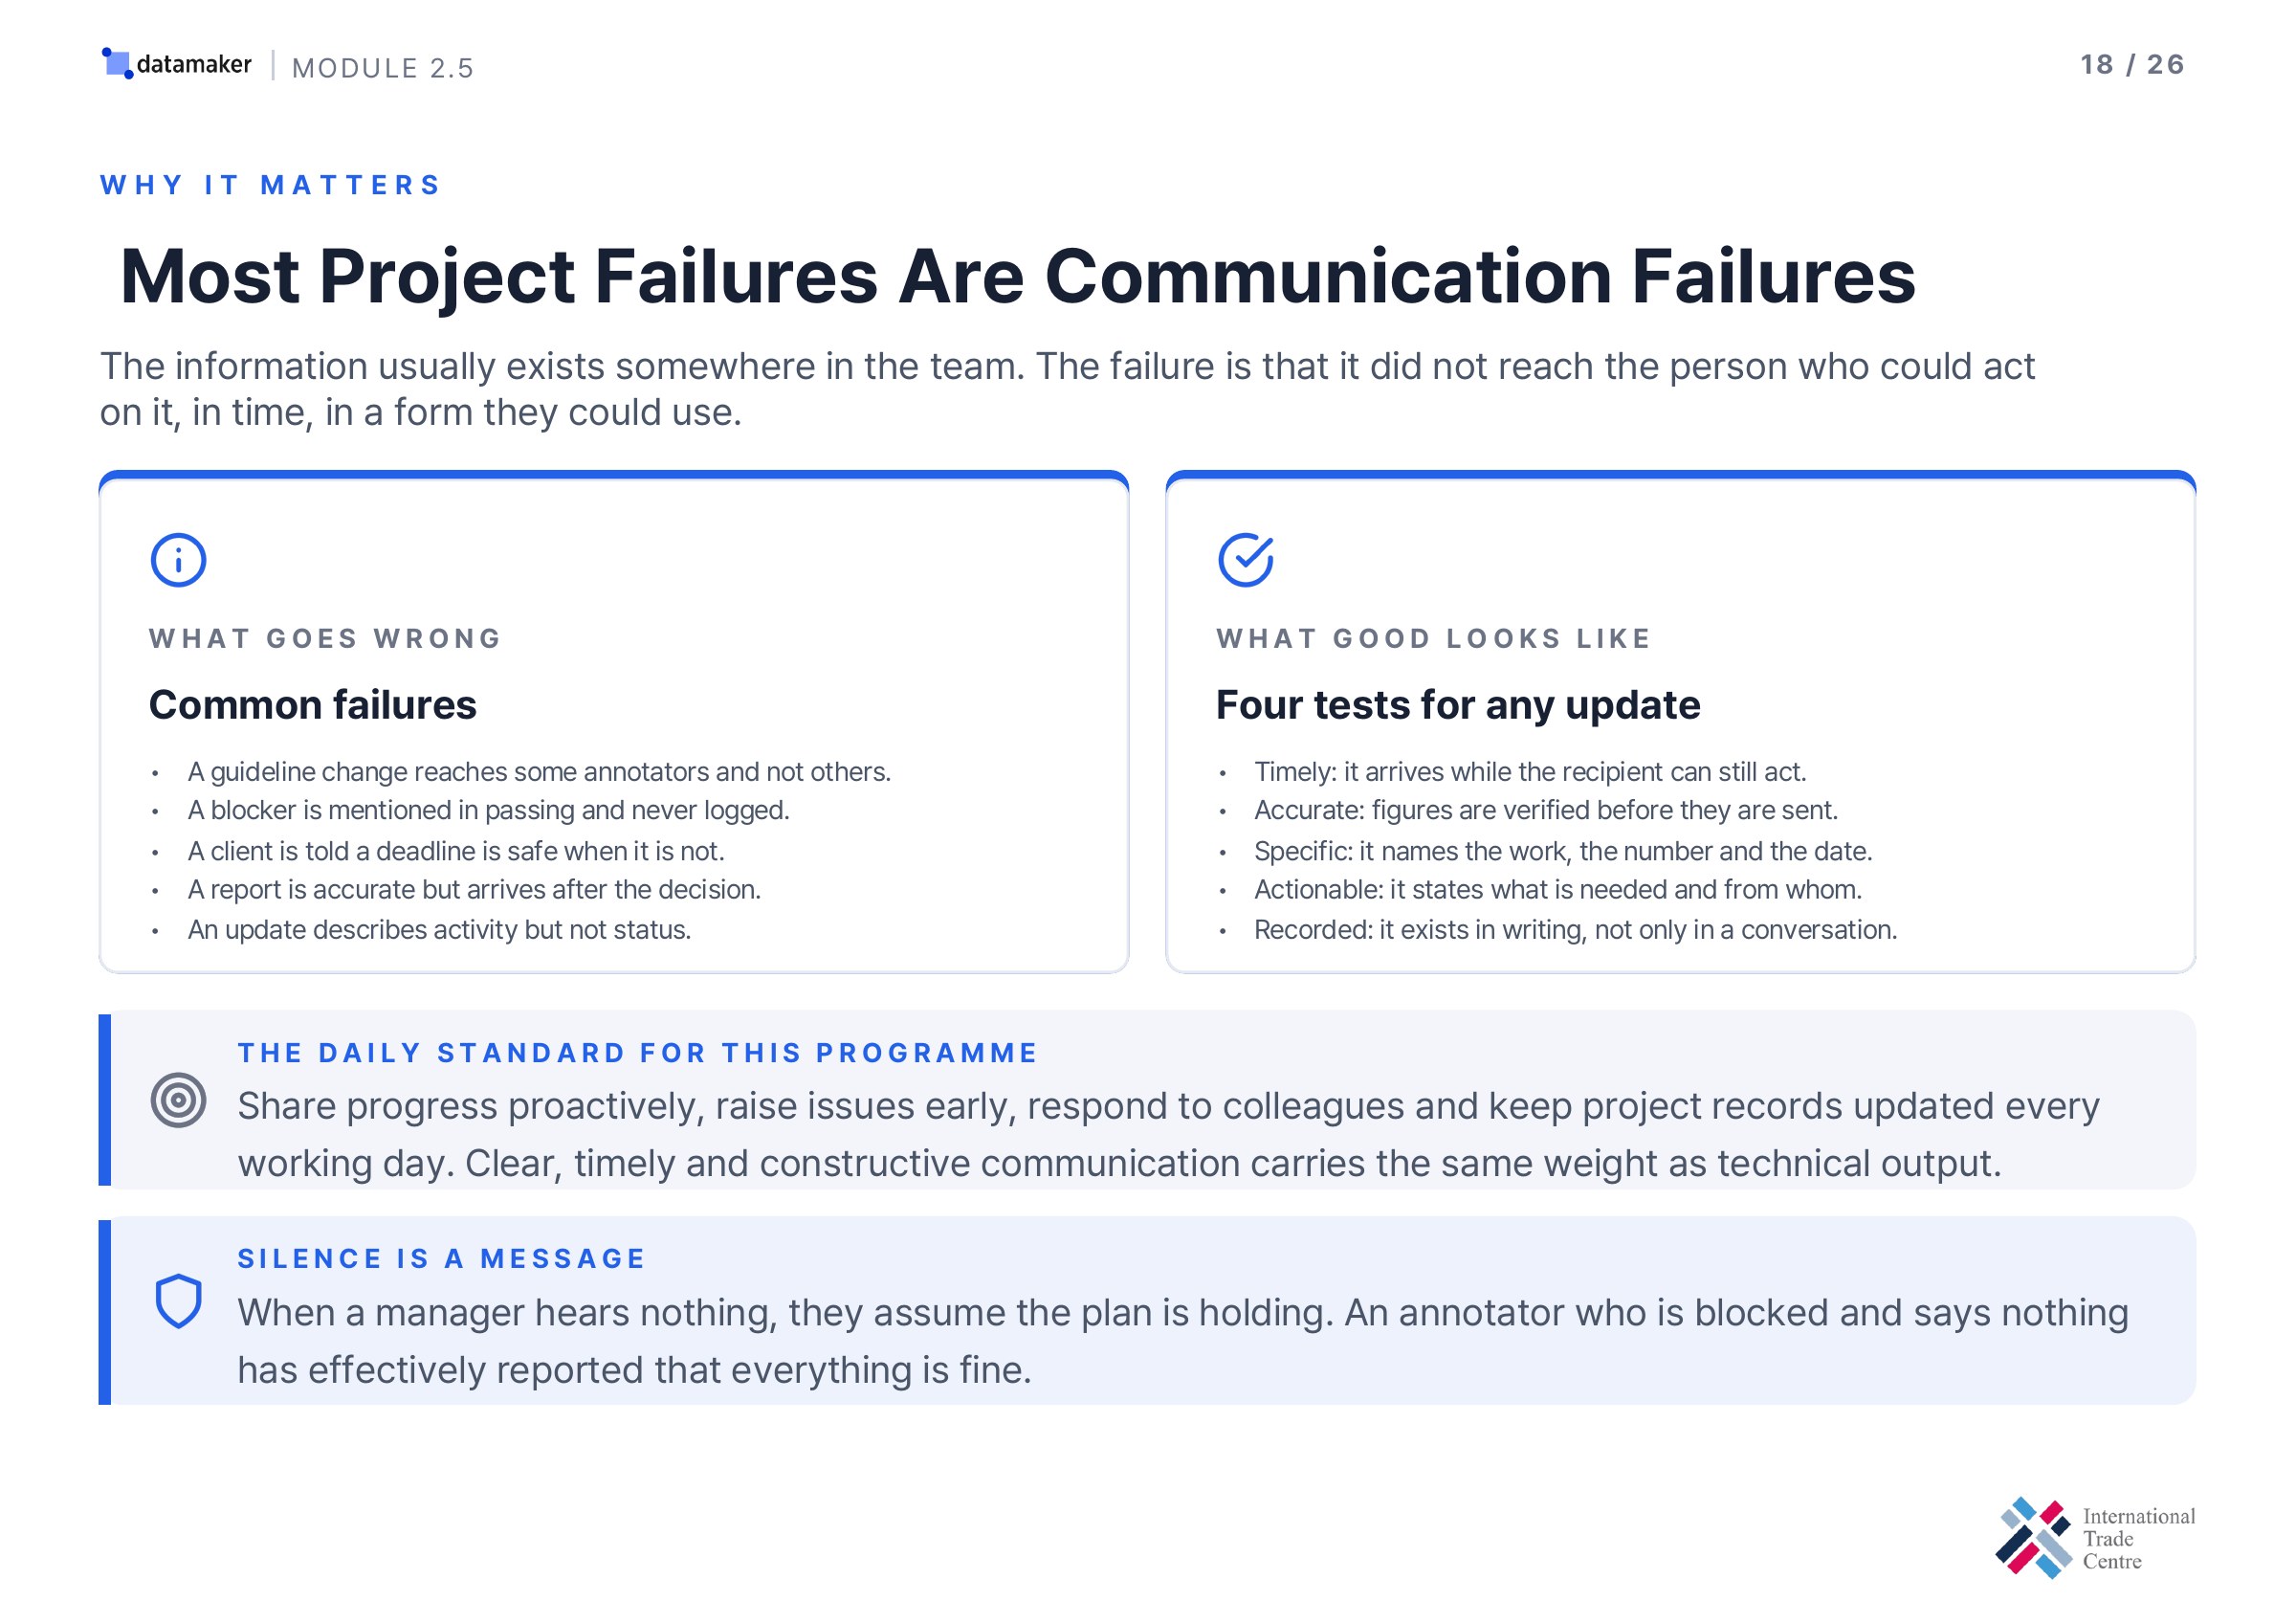 datamaker
MODULE 2.5
18 / 26
WHY IT MATTERS
Most Project Failures Are Communication Failures
The information usually exists somewhere in the team. The failure is that it did not reach the person who could act
on it, in time, in a form they could use.
WHAT GOES WRONG
Common failures
• A guideline change reaches some annotators and not others.
• A blocker is mentioned in passing and never logged.
• A client is told a deadline is safe when it is not.
• A report is accurate but arrives after the decision.
• An update describes activity but not status.
WHAT GOOD LOOKS LIKE
Four tests for any update
• Timely: it arrives while the recipient can still act.
• Accurate: figures are verified before they are sent.
• Specific: it names the work, the number and the date.
• Actionable: it states what is needed and from whom.
• Recorded: it exists in writing, not only in a conversation.
THE DAILY STANDARD FOR THIS PROGRAMME
Share progress proactively, raise issues early, respond to colleagues and keep project records updated every
working day. Clear, timely and constructive communication carries the same weight as technical output.
SILENCE IS A MESSAGE
When a manager hears nothing, they assume the plan is holding. An annotator who is blocked and says nothing
has effectively reported that everything is fine.
International
Trade
Centre